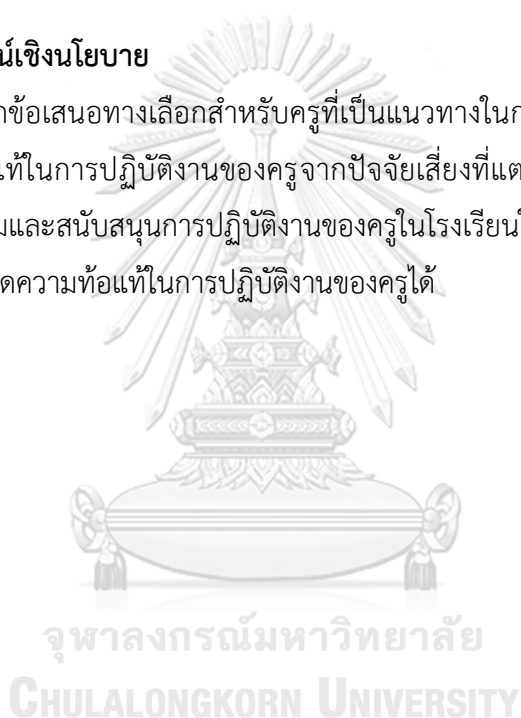 น์เชิงนโยบาย
าข้อเสนอทางเลือกสำหรับครูที่เป็นแนวทางในก
แท้ในการปฏิบัติงานของครูจากปัจจัยเสี่ยงที่แต
มและสนับสนุนการปฏิบัติงานของครูในโรงเรียนใ
ดความท้อแท้ในการปฏิบัติงานของครูได้
จุฬาลงกรณ์มหาวิทยาลัย
CHULALONGKORN UNIVERSITY